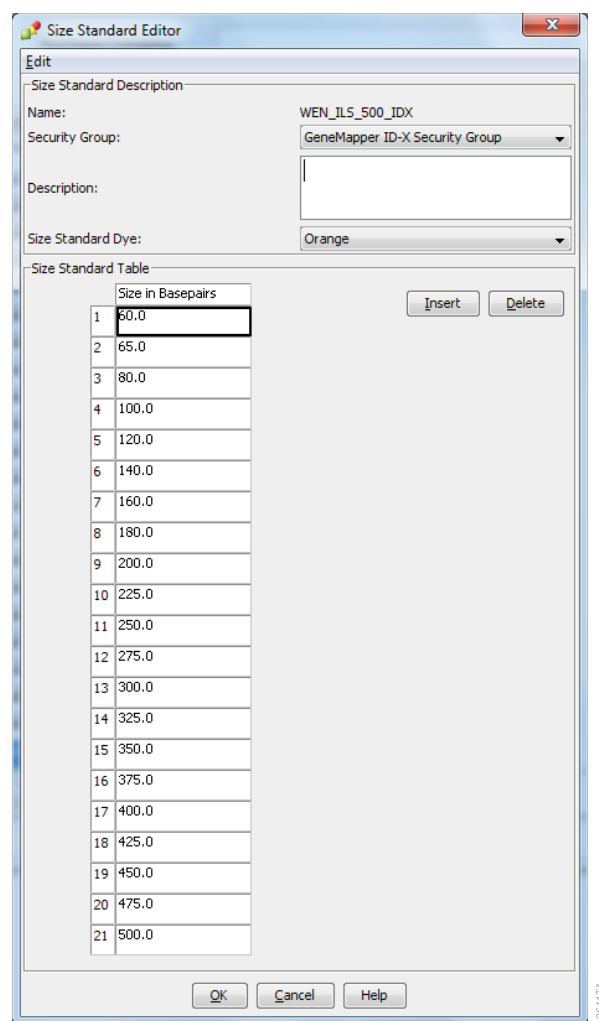 Size Standard Editor
Edit
Size Standard Description
Name: WEN_ILS_500_IDX
Security Group: GeneMapper ID-X Security Group
Description:
Size Standard Dye: Orange
Size Standard Table
Size in Basepairs
Insert Delete
1 60.0
2 65.0
3 80.0
4 100.0
5 120.0
6 140.0
7 160.0
8 180.0
9 200.0
10 225.0
11 250.0
12 275.0
13 300.0
14 325.0
15 350.0
16 375.0
17 400.0
18 425.0
19 450.0
20 475.0
21 500.0
OK Cancel Help